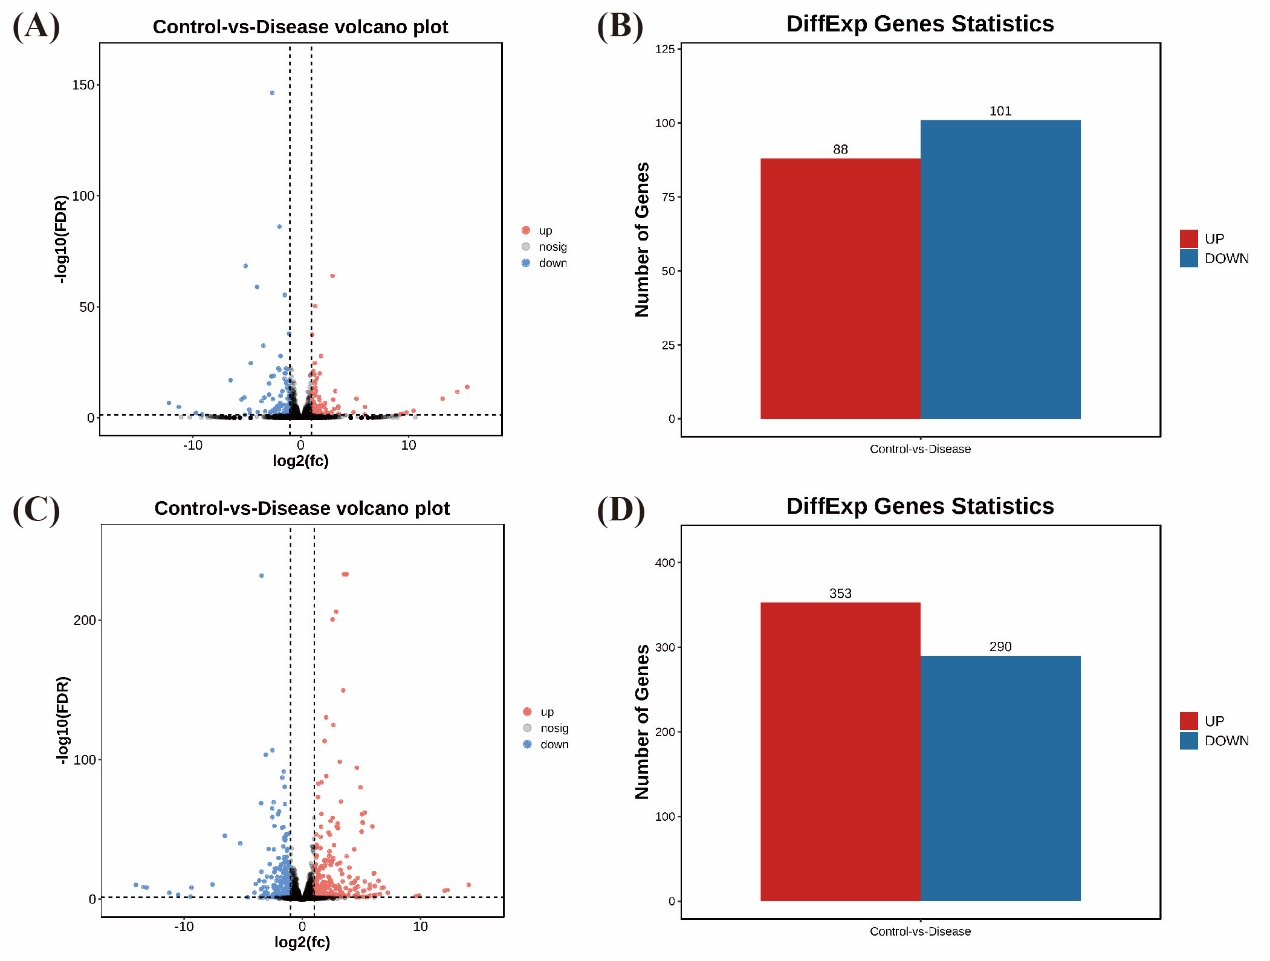 (A)
Control-vs-Disease volcano plot
150
100
50
0
-log10(FDR)
-10
0
10
log2(fc)
up
nosig
down
(B)
DiffExp Genes Statistics
125
100
75
50
25
0
Number of Genes
88
101
Control-vs-Disease
UP
DOWN
(C)
Control-vs-Disease volcano plot
200
100
0
-log10(FDR)
-10
0
10
log2(fc)
up
nosig
down
(D)
DiffExp Genes Statistics
400
300
200
100
0
Number of Genes
353
290
Control-vs-Disease
UP
DOWN